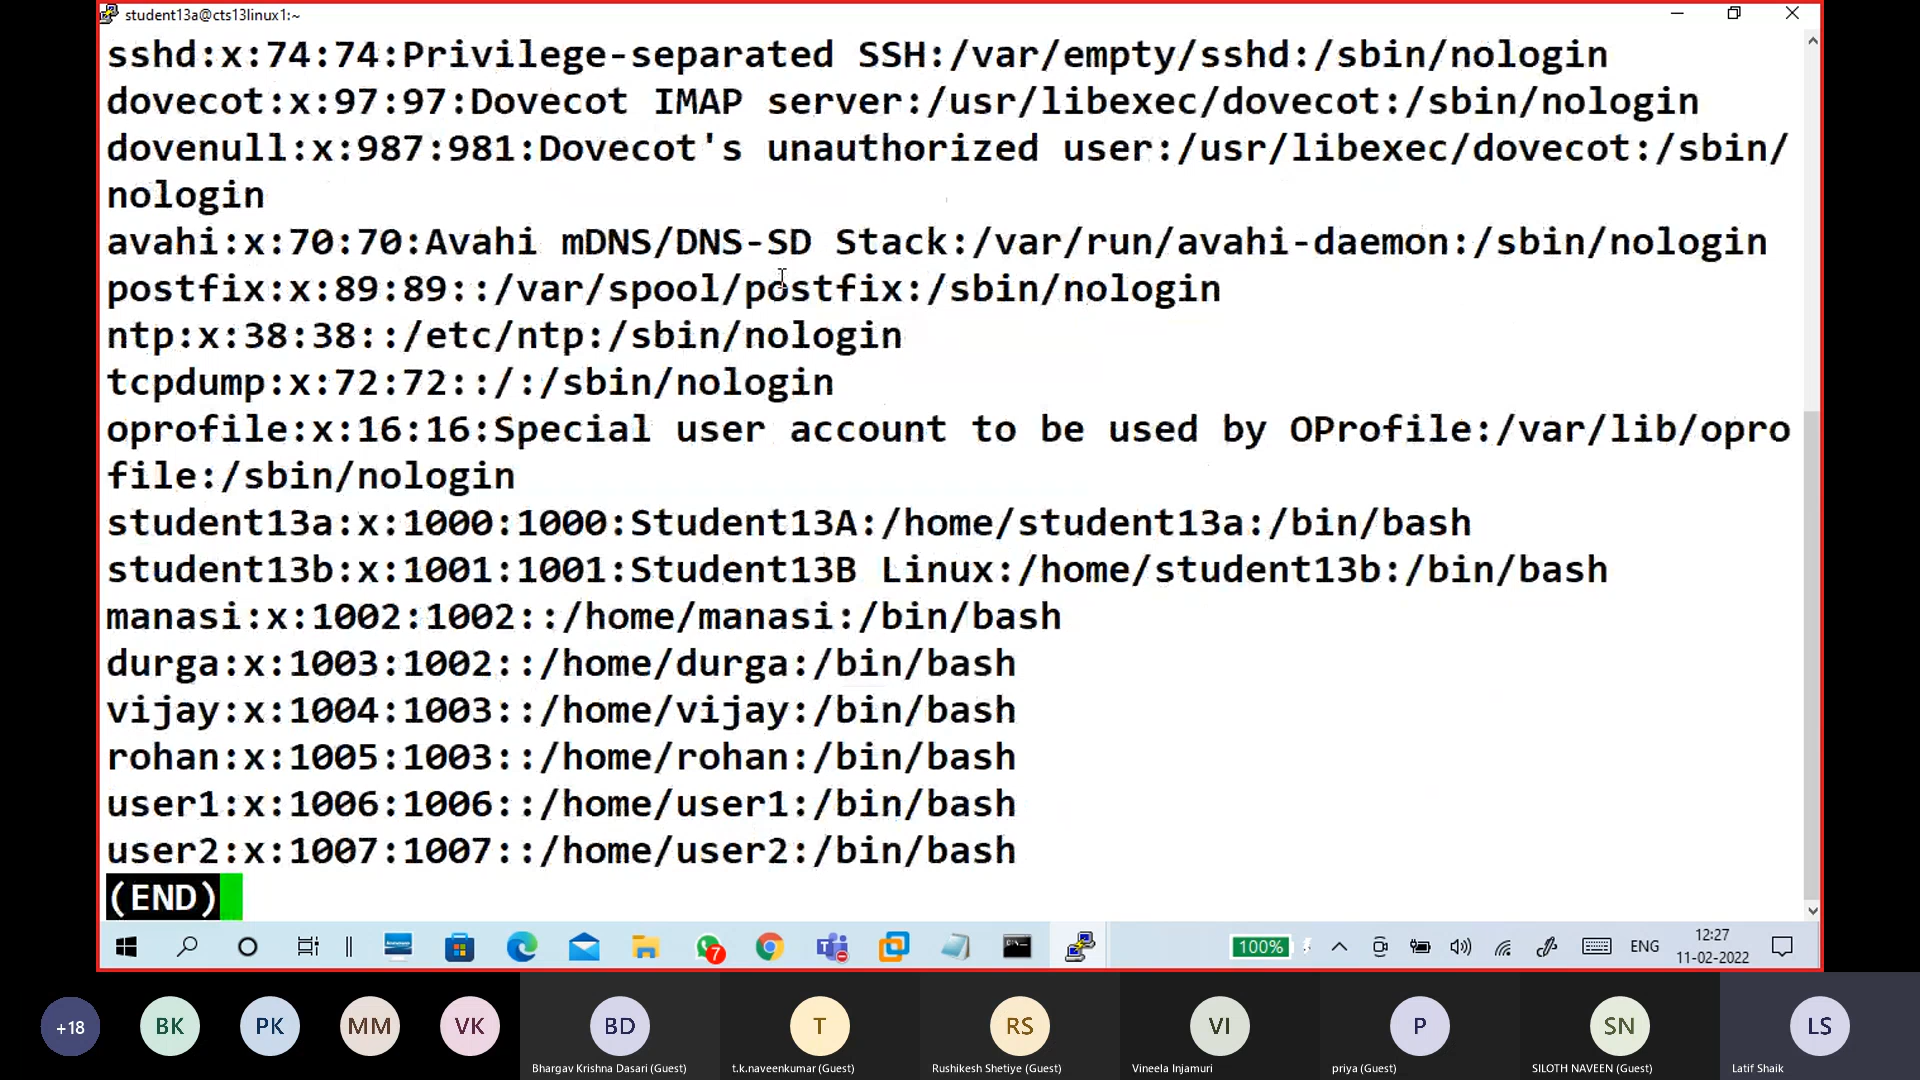 student13a@cts13linux1:~
sshd:x:74:74:Privilege-separated SSH:/var/empty/sshd:/sbin/nologin
dovecot:x:97:97:Dovecot IMAP server:/usr/libexec/dovecot:/sbin/nologin
dovenull:x:987:981:Dovecot's unauthorized user:/usr/libexec/dovecot:/sbin/
nologin
avahi:x:70:70:Avahi mDNS/DNS-SD Stack:/var/run/avahi-daemon:/sbin/nologin
postfix:x:89:89::/var/spool/postfix:/sbin/nologin
ntp:x:38:38::/etc/ntp:/sbin/nologin
tcpdump:x:72:72::/:/sbin/nologin
oprofile:x:16:16:Special user account to be used by OProfile:/var/lib/opro
file:/sbin/nologin
student13a:x:1000:1000:Student13A:/home/student13a:/bin/bash
student13b:x:1001:1001:Student13B Linux:/home/student13b:/bin/bash
manasi:x:1002:1002::/home/manasi:/bin/bash
durga:x:1003:1002::/home/durga:/bin/bash
vijay:x:1004:1003::/home/vijay:/bin/bash
rohan:x:1005:1003::/home/rohan:/bin/bash
user1:x:1006:1006::/home/user1:/bin/bash
user2:x:1007:1007::/home/user2:/bin/bash
(END)
7
100%
ENG
12:27
11-02-2022
+18
BK
PK
MM
VK
BD
T
RS
VI
P
SN
LS
Bhargav Krishna Dasari (Guest)
t.k.naveenkumar (Guest)
Rushikesh Shetiye (Guest)
Vineela Injamuri
priya (Guest)
SILOTH NAVEEN (Guest)
Latif Shaik